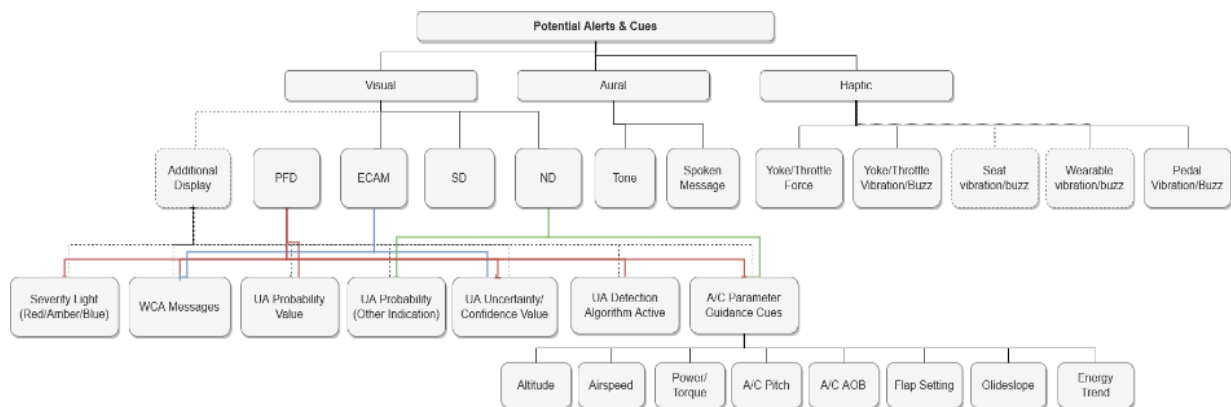 Potential Alerts & Cues
Visual
Aural
Haptic
Additional
Display
PFD
ECAM
SD
ND
Tone
Spoken
Message
Yoke/Throttle
Force
Yoke/Throttle
Vibration/Buzz
Seat
vibration/buzz
Wearable
vibration/buzz
Pedal
Vibration/Buzz
Severity Light
(Red/Amber/Blue)
WCA Messages
UA Probability
Value
UA Probability
(Other Indication)
UA Uncertainty/
Confidence Value
UA Detection
Algorithm Active
A/C Parameter
Guidance Cues
Altitude
Airspeed
Power/
Torque
A/C Pitch
A/C AOB
Flap Setting
Glideslope
Energy
Trend